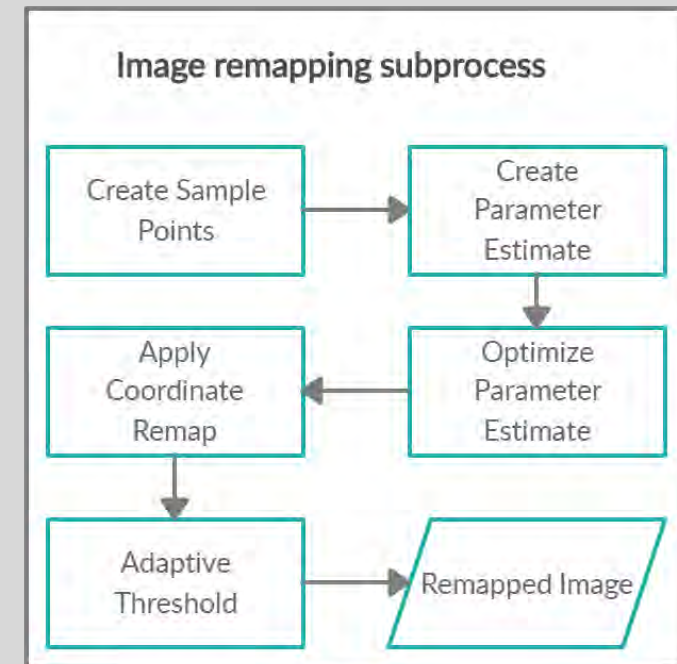 Image remapping subprocess
Create Sample
Points
Create
Parameter
Estimate
Optimize
Parameter
Estimate
Apply
Coordinate
Remap
Adaptive
Threshold
Remapped Image